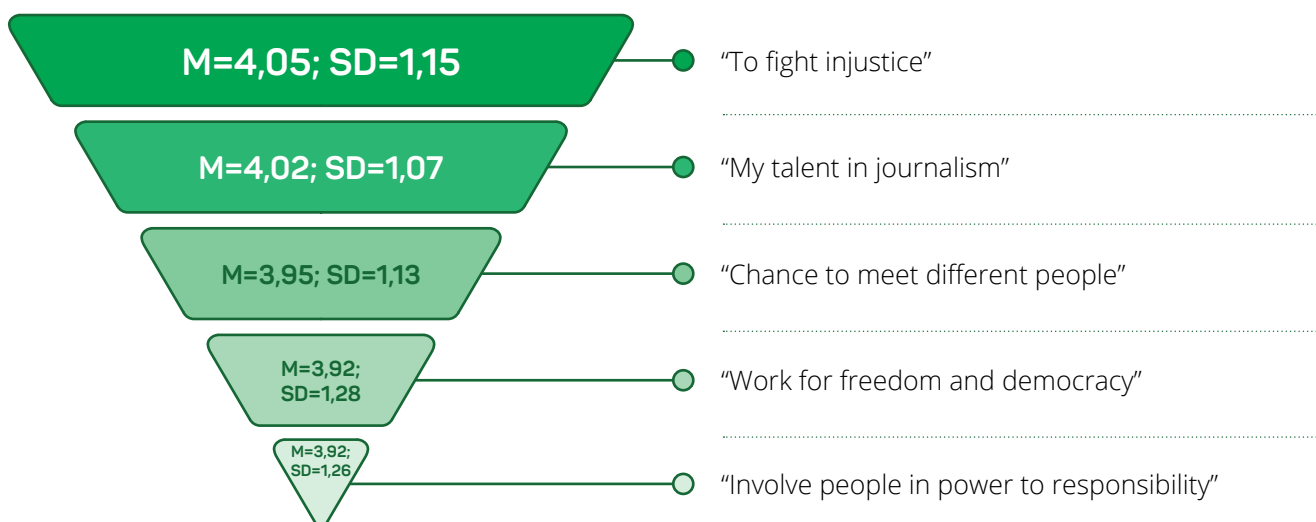 M=4,05; SD=1,15
“To fight injustice”
M=4,02; SD=1,07
“My talent in journalism”
M=3,95; SD=1,13
“Chance to meet different people”
M=3,92;
SD=1,28
“Work for freedom and democracy”
M=3,92;
SD=1,26
“Involve people in power to responsibility”